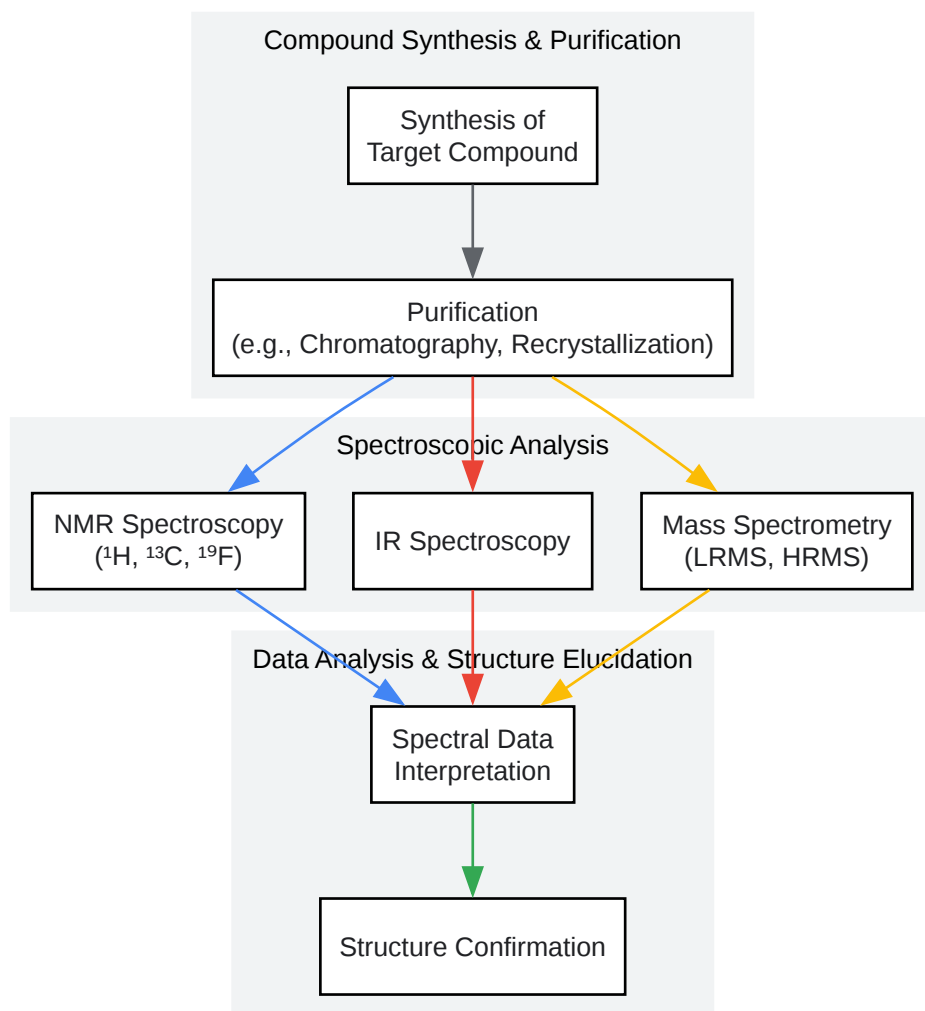 Compound Synthesis & Purification
Synthesis of
Target Compound
Purification
(e.g., Chromatography, Recrystallization)
Spectroscopic Analysis
NMR Spectroscopy
(¹H, ¹³C, ¹⁹F)
IR Spectroscopy
Mass Spectrometry
(LRMS, HRMS)
Data Analysis & Structure Elucidation
Spectral Data
Interpretation
Structure Confirmation